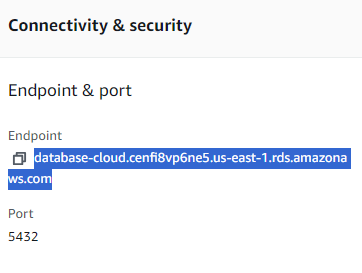 Connectivity & security
Endpoint & port
Endpoint
database-cloud.cenfi8vp6ne5.us-east-1.rds.amazona
ws.com
Port
5432